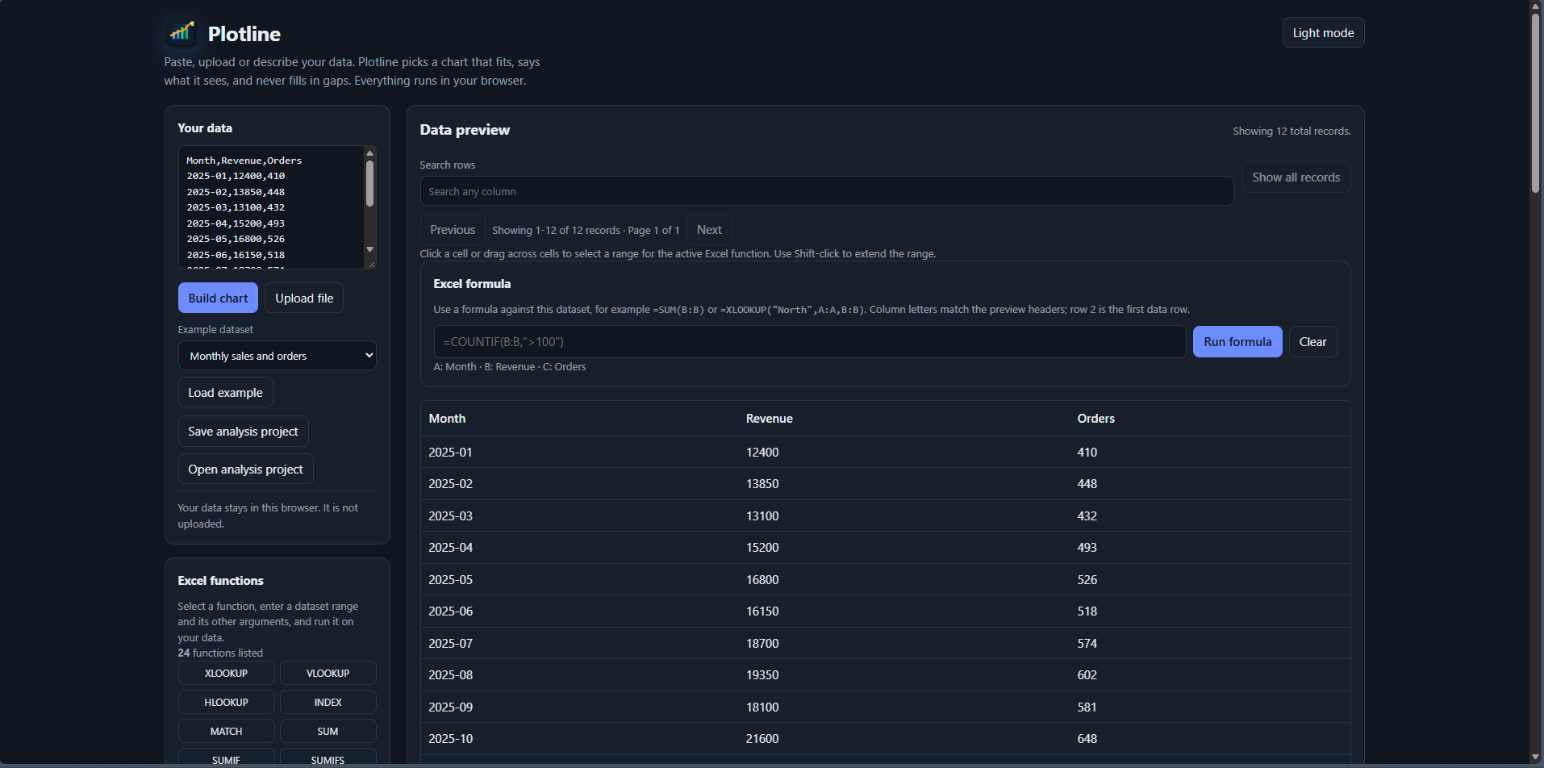 Plotline
Light mode
Paste, upload or describe your data. Plotline picks a chart that fits, says
what it sees, and never fills in gaps. Everything runs in your browser.
Your data
Month,Revenue,Orders
2025-01,12400,410
2025-02,13850,448
2025-03,13100,432
2025-04,15200,493
2025-05,16800,526
2025-06,16150,518
Build chart
Upload file
Example dataset
Monthly sales and orders
Load example
Save analysis project
Open analysis project
Your data stays in this browser. It is not
uploaded.
Excel functions
Select a function, enter a dataset range
and its other arguments, and run it on
your data.
24 functions listed
XLOOKUP VLOOKUP
HLOOKUP INDEX
MATCH SUM
SUMIF SUMIFS
Data preview
Showing 12 total records.
Search rows
Search any column
Show all records
Previous Showing 1-12 of 12 records · Page 1 of 1 Next
Click a cell or drag across cells to select a range for the active Excel function. Use Shift-click to extend the range.
Excel formula
Use a formula against this dataset, for example =SUM(B:B) or =XLOOKUP("North",A:A,B:B). Column letters match the preview headers; row 2 is the first data row.
=COUNTIF(B:B,">100")
Run formula
Clear
A: Month · B: Revenue · C: Orders
Month Revenue Orders
2025-01 12400 410
2025-02 13850 448
2025-03 13100 432
2025-04 15200 493
2025-05 16800 526
2025-06 16150 518
2025-07 18700 574
2025-08 19350 602
2025-09 18100 581
2025-10 21600 648